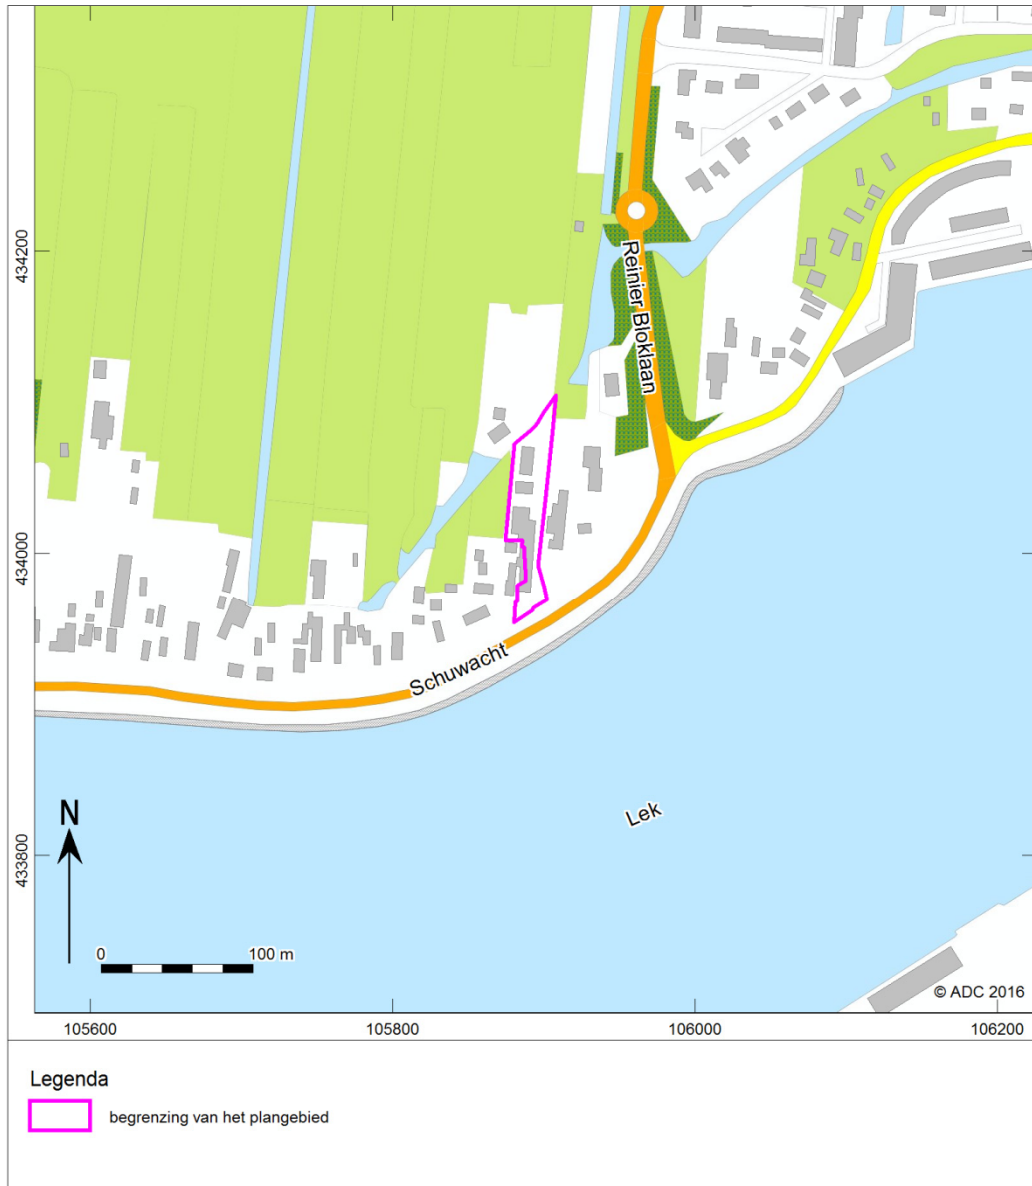 434200
434000
433800
Reinier Bloklaan
Schuwacht
Lek
N
0 100 m
© ADC 2016
105600 105800 106000 106200
Legenda
begrenzing van het plangebied